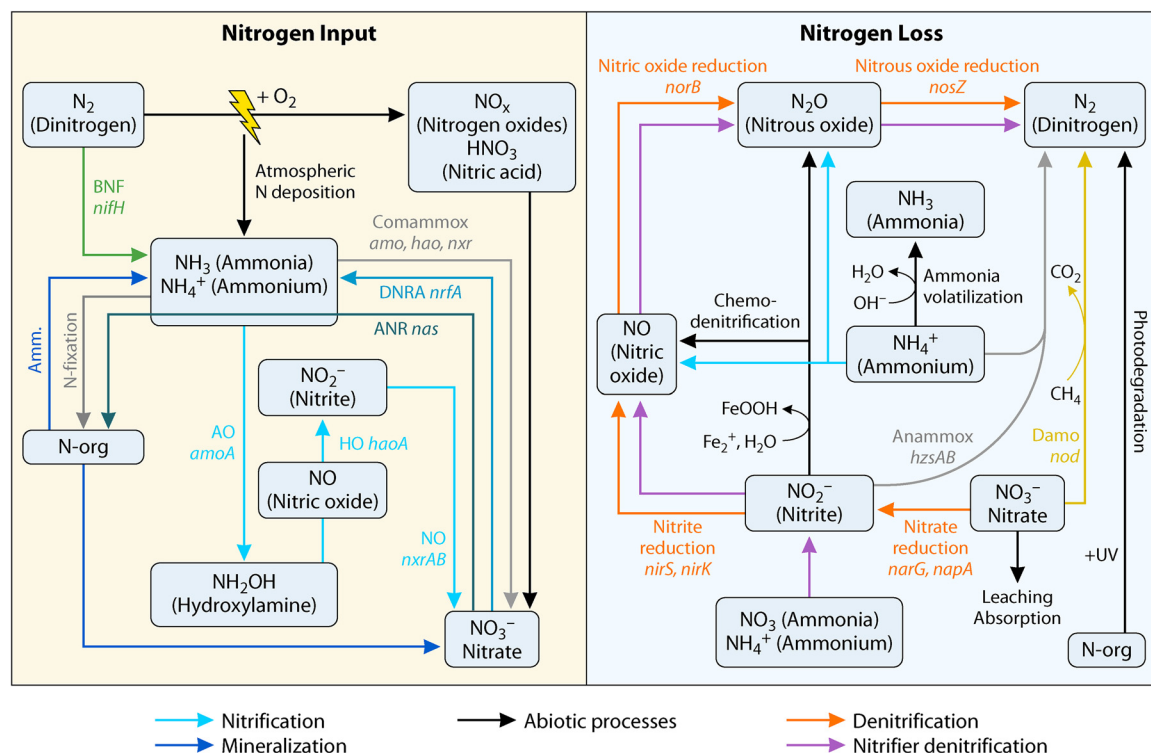 Nitrogen Input
N₂
(Dinitrogen)
+ O₂
NOₓ
(Nitrogen oxides)
HNO₃
(Nitric acid)
Atmospheric
N deposition
BNF
nifH
Comammox
amo, hao, nxr
NH₃ (Ammonia)
NH₄⁺ (Ammonium)
DNRA nrfA
ANR nas
Amm.
N-fixation
NO₂⁻
(Nitrite)
N-org
AO
amoA
HO haoA
NO
(Nitric oxide)
NO
nxrAB
NH₂OH
(Hydroxylamine)
NO₃⁻
Nitrate
Nitrogen Loss
Nitric oxide reduction
norB
Nitrous oxide reduction
nosZ
N₂O
(Nitrous oxide)
N₂
(Dinitrogen)
NH₃
(Ammonia)
H₂O
OH⁻
Ammonia
volatilization
CO₂
Chemo-
denitrification
NO
(Nitric
oxide)
NH₄⁺
(Ammonium)
CH₄
Photodegradation
FeOOH
Fe₂⁺, H₂O
Anammox
hzsAB
Damo
nod
NO₂⁻
(Nitrite)
NO₃⁻
Nitrate
Nitrite
reduction
nirS, nirK
Nitrate
reduction
narG, napA
+UV
Leaching
Absorption
NO₃ (Ammonia)
NH₄⁺ (Ammonium)
N-org
Nitrification
Abiotic processes
Denitrification
Mineralization
Nitrifier denitrification